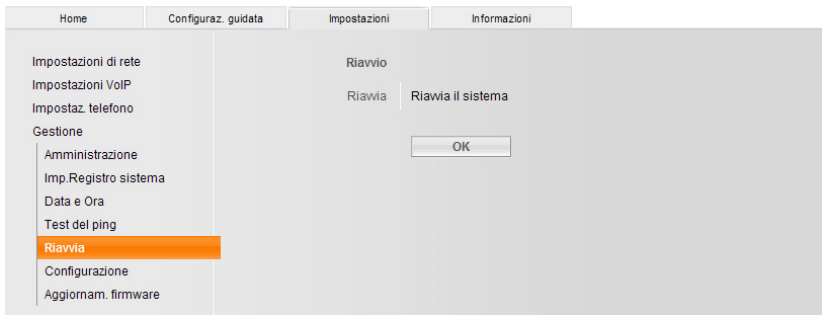 Home
Configuraz. guidata
Impostazioni
Informazioni
Impostazioni di rete
Impostazioni VoIP
Impostaz. telefono
Gestione
Amministrazione
Imp.Registro sistema
Data e Ora
Test del ping
Riavvia
Configurazione
Aggiornam. firmware
Riavvio
Riavvia Riavvia il sistema
OK